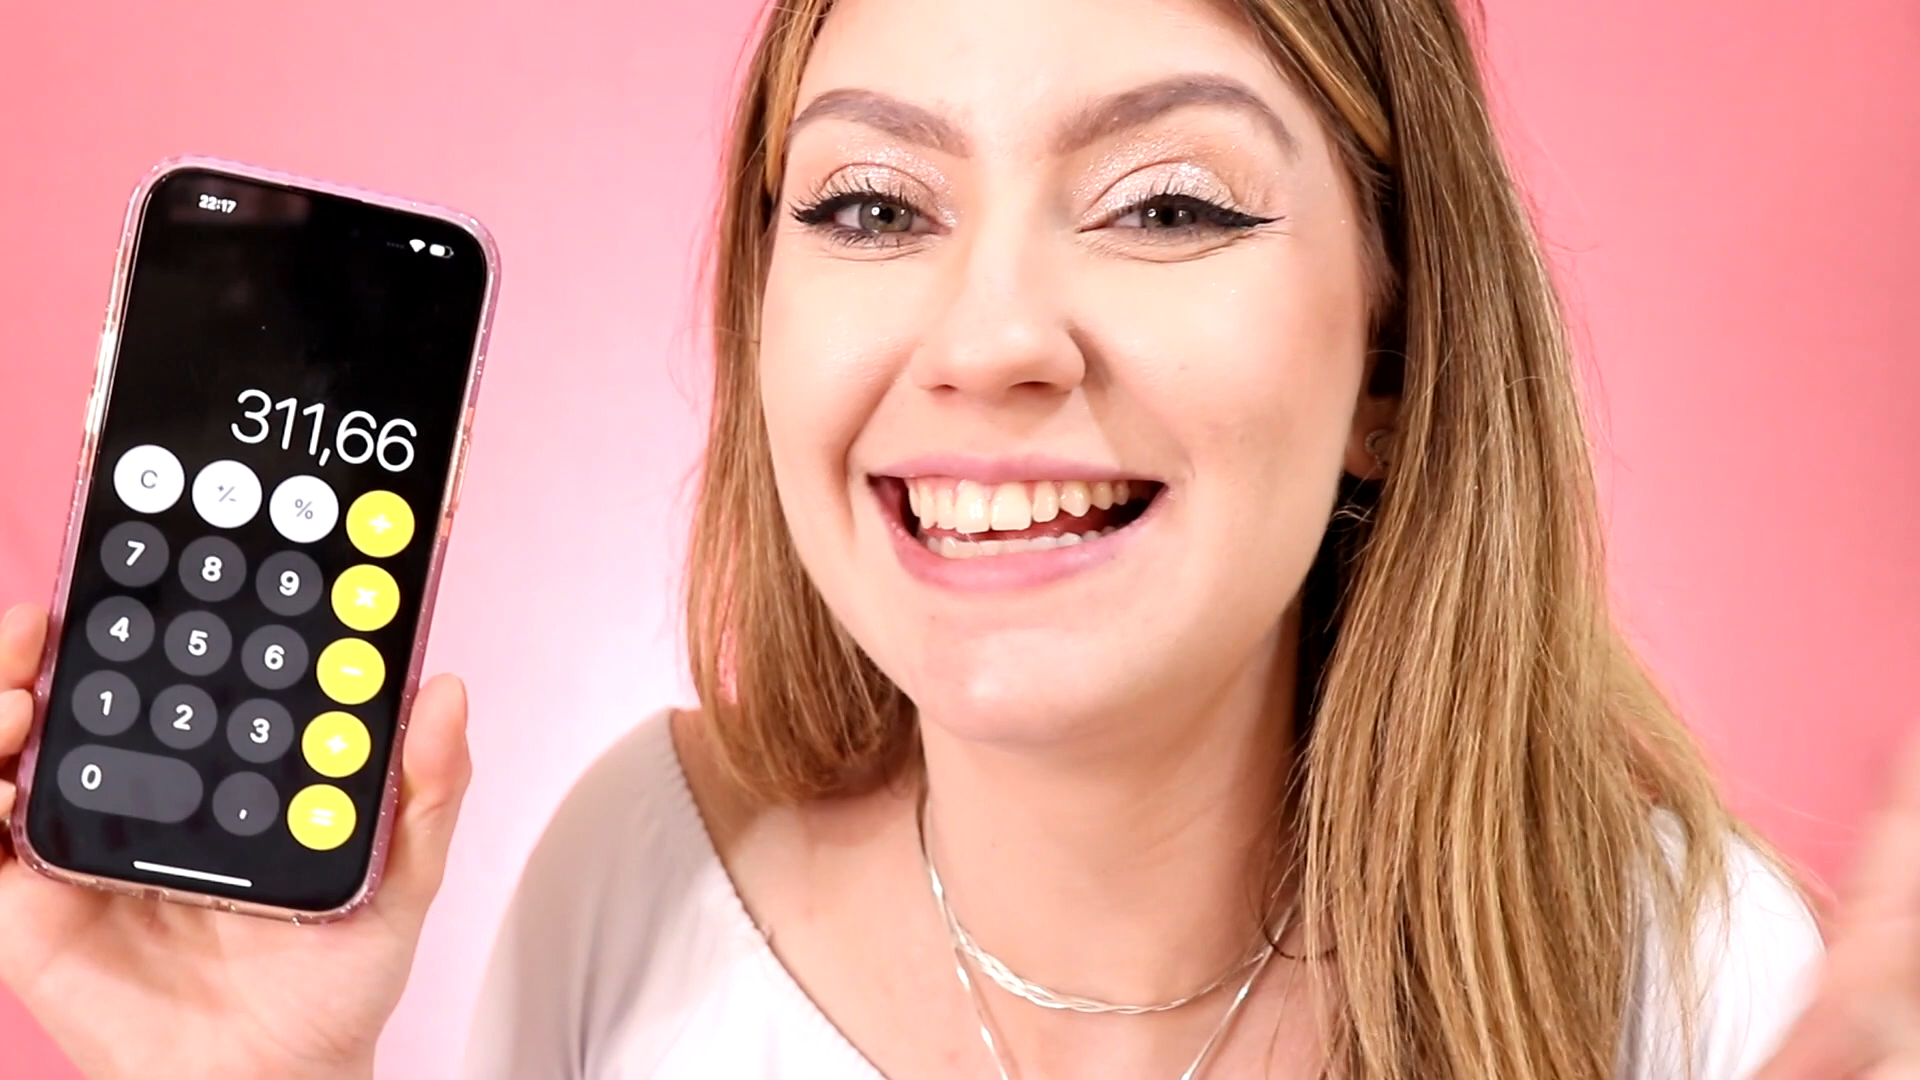 22:17
311,66
C +/- % ÷
7 8 9 ×
4 5 6 −
1 2 3 +
0 , =